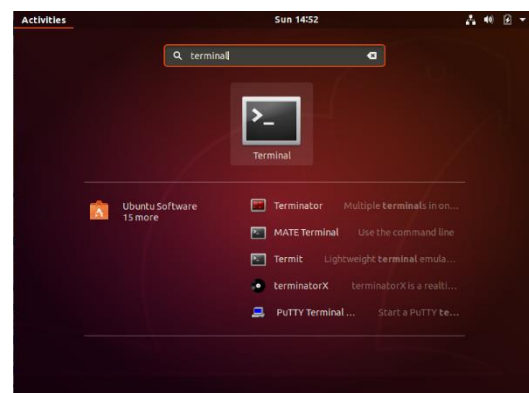 Activities
Sun 14:52
terminal
>_
Terminal
Ubuntu Software
15 more
Terminator Multiple terminals in on...
MATE Terminal Use the command line
Termit Lightweight terminal emula...
terminatorX terminatorX is a realti...
PuTTY Terminal ... Start a PuTTY te...